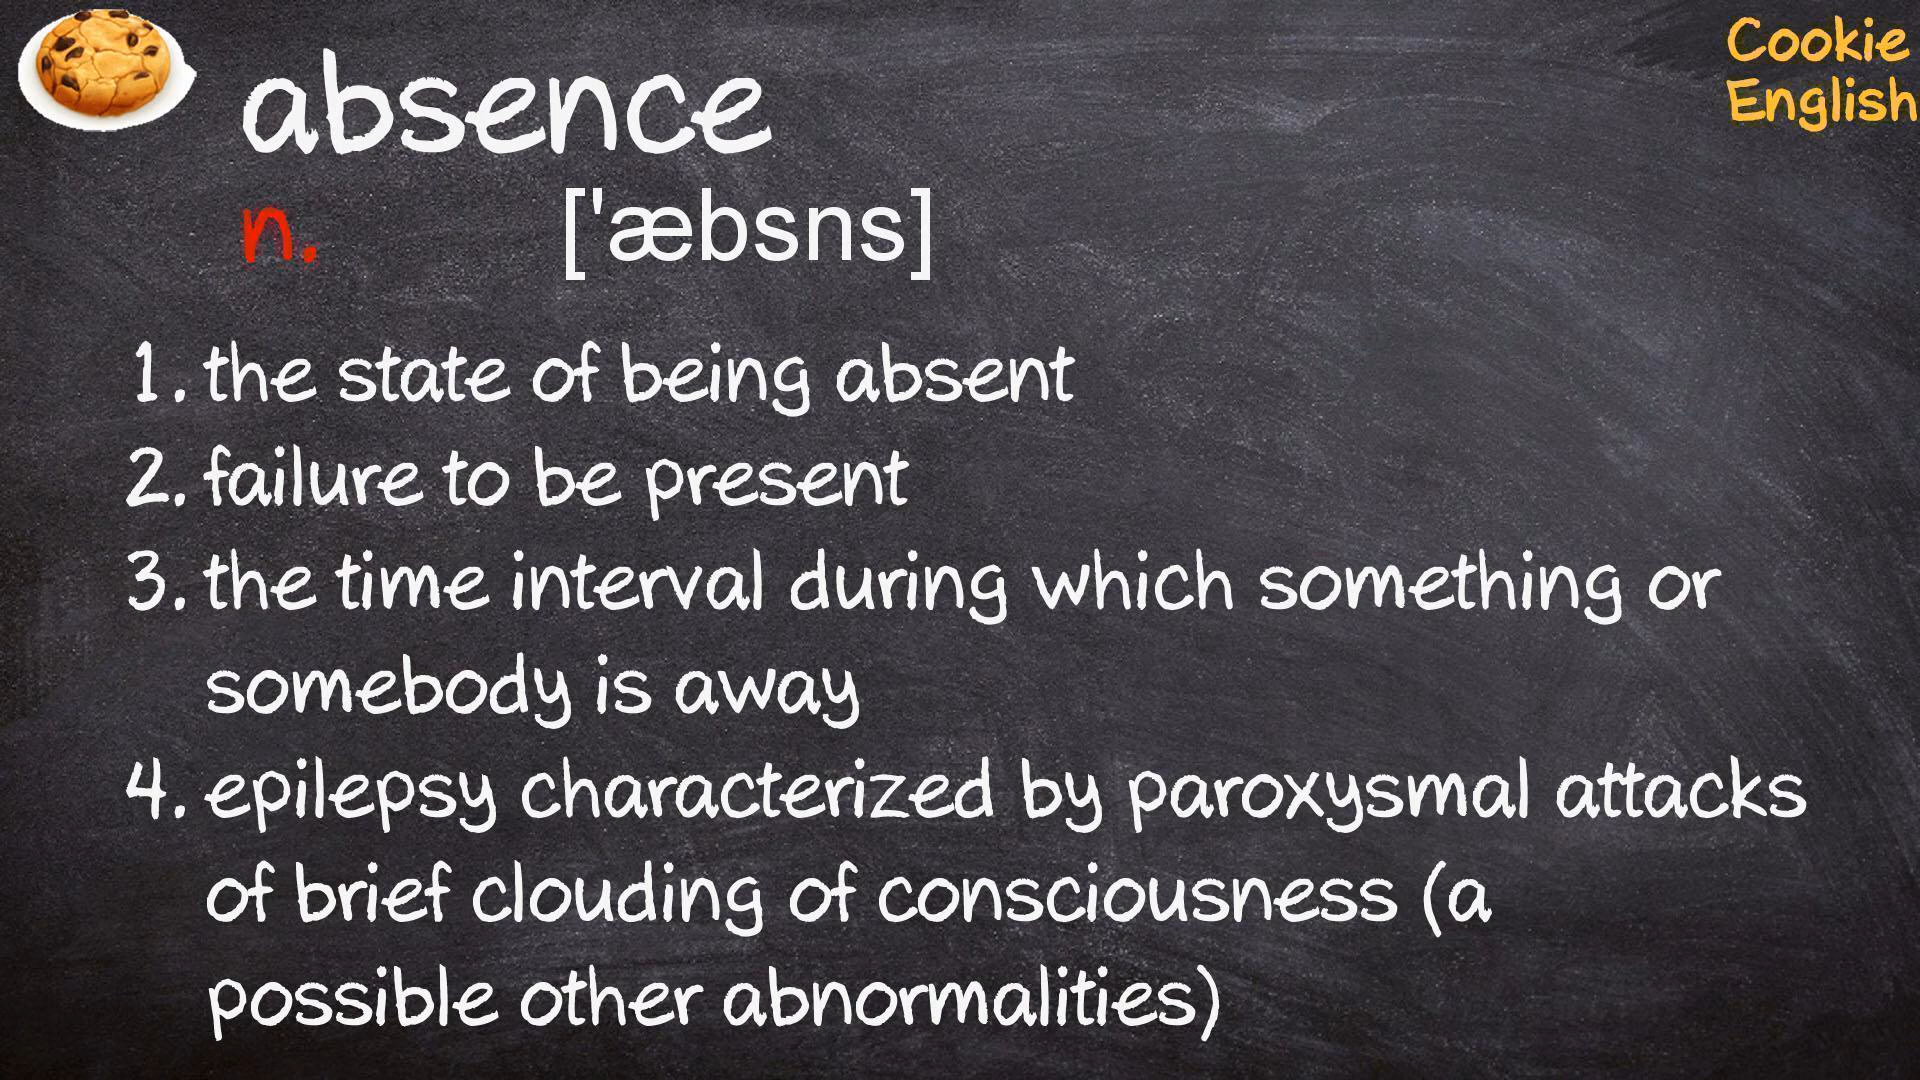 Cookie
English
absence
n. ['æbsns]
1. the state of being absent
2. failure to be present
3. the time interval during which something or
somebody is away
4. epilepsy characterized by paroxysmal attacks
of brief clouding of consciousness (a
possible other abnormalities)